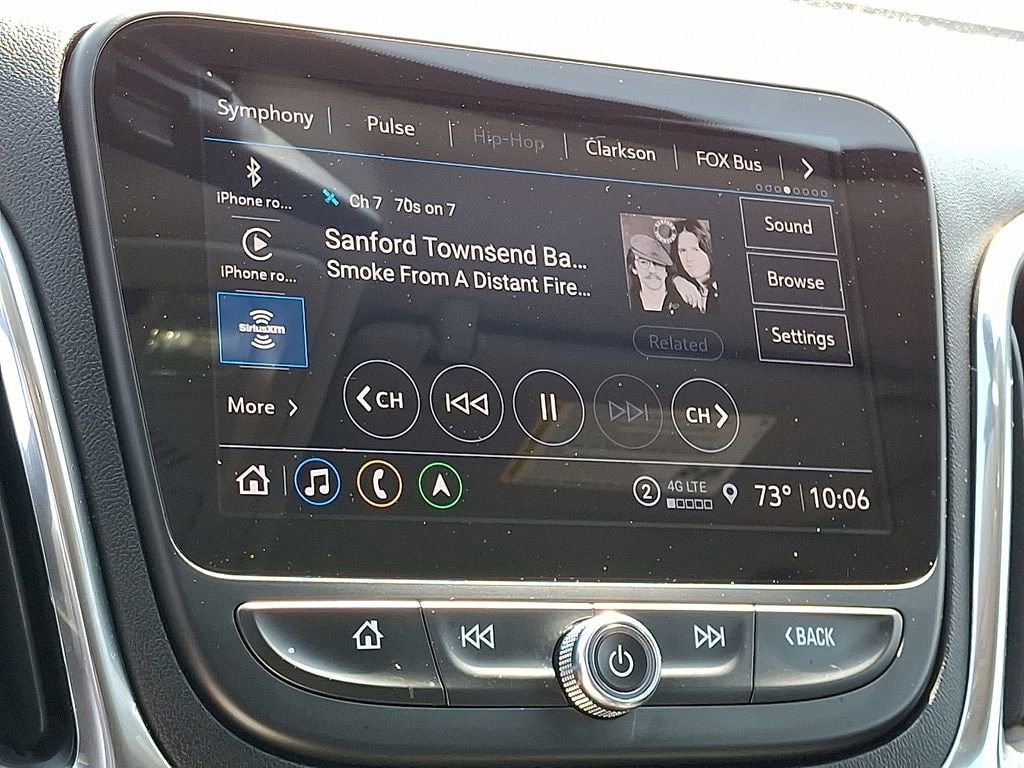 Symphony | Pulse | Hip-Hop | Clarkson | FOX Bus
iPhone ro...
Ch 7 70s on 7
Sound
Sanford Townsend Ba...
Smoke From A Distant Fire...
iPhone ro...
Browse
SiriusXM
Related
Settings
More
CH
CH
2 4G LTE 73° 10:06
BACK